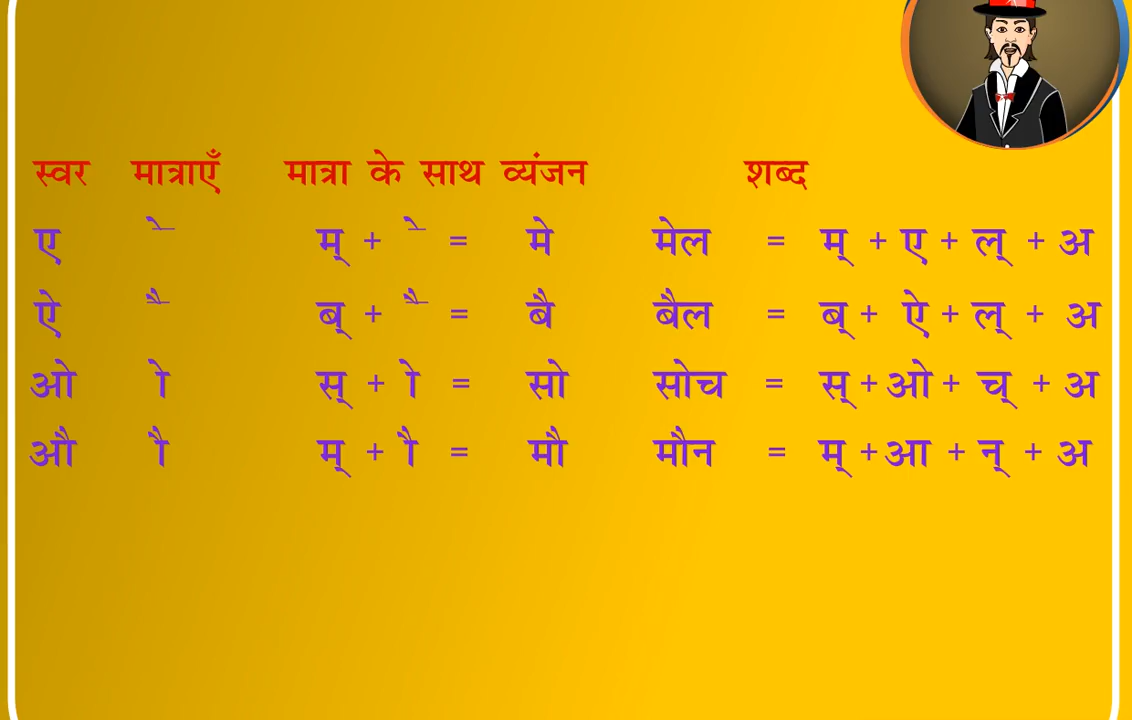 स्वर मात्राएँ मात्रा के साथ व्यंजन शब्द
ए े म् + े = मे मेल = म् + ए + ल् + अ
ऐ ै ब् + ै = बै बैल = ब् + ऐ + ल् + अ
ओ ो स् + ो = सो सोच = स् + ओ + च् + अ
औ ौ म् + ौ = मौ मौन = म् + आ + न् + अ